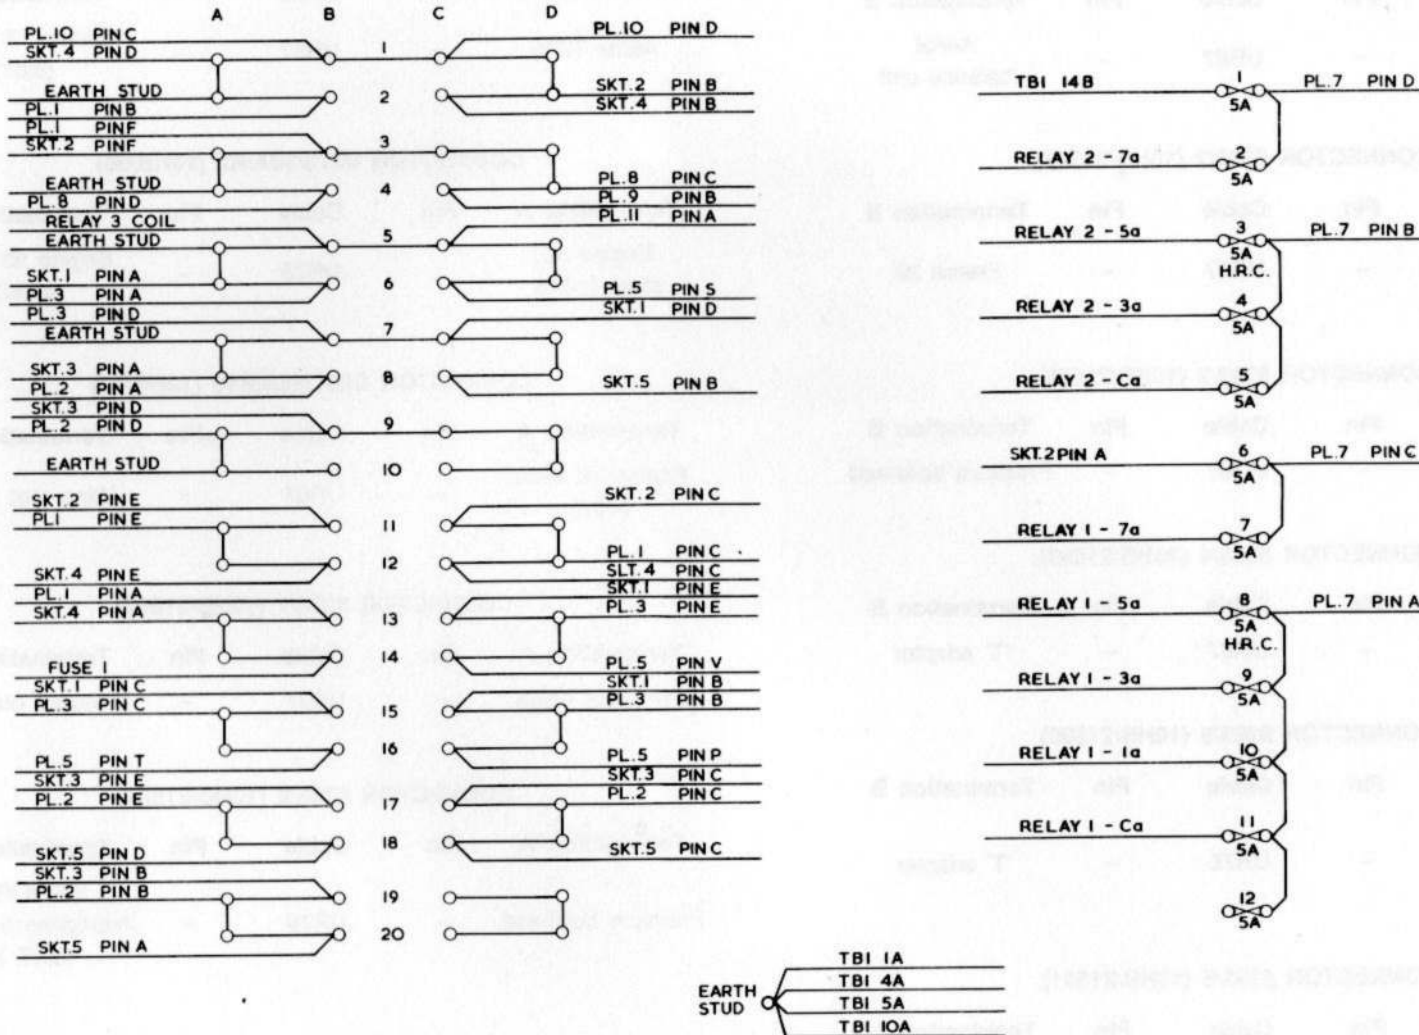 A B C D
PL.10 PIN C
SKT.4 PIN D
EARTH STUD
PL.1 PIN B
PL.1 PIN F
SKT.2 PIN F
EARTH STUD
PL.8 PIN D
RELAY 3 COIL
EARTH STUD
SKT.1 PIN A
PL.3 PIN A
PL.3 PIN D
EARTH STUD
SKT.3 PIN A
PL.2 PIN A
SKT.3 PIN D
PL.2 PIN D
EARTH STUD
SKT.2 PIN E
PL1 PIN E
SKT.4 PIN E
PL.1 PIN A
SKT.4 PIN A
FUSE 1
SKT.1 PIN C
PL.3 PIN C
PL.5 PIN T
SKT.3 PIN E
PL.2 PIN E
SKT.5 PIN D
SKT.3 PIN B
PL.2 PIN B
SKT.5 PIN A
1
2
3
4
5
6
7
8
9
10
11
12
13
14
15
16
17
18
19
20
PL.10 PIN D
SKT.2 PIN B
SKT.4 PIN B
PL.8 PIN C
PL.9 PIN B
PL.11 PIN A
PL.5 PIN S
SKT.1 PIN D
SKT.5 PIN B
SKT.2 PIN C
PL.1 PIN C
SLT.4 PIN C
SKT.1 PIN E
PL.3 PIN E
PL.5 PIN V
SKT.1 PIN B
PL.3 PIN B
PL.5 PIN P
SKT.3 PIN C
PL.2 PIN C
SKT.5 PIN C
TB1 14B 1 PL.7 PIN D
5A
RELAY 2 - 7a 2
5A
RELAY 2 - 5a 3 PL.7 PIN B
5A
H.R.C.
RELAY 2 - 3a 4
5A
RELAY 2 - Ca 5
5A
SKT.2 PIN A 6 PL.7 PIN C
5A
RELAY 1 - 7a 7
5A
RELAY 1 - 5a 8 PL.7 PIN A
5A
H.R.C.
RELAY 1 - 3a 9
5A
RELAY 1 - 1a 10
5A
RELAY 1 - Ca 11
5A
12
5A
EARTH STUD
TB1 1A
TB1 4A
TB1 5A
TB1 10A